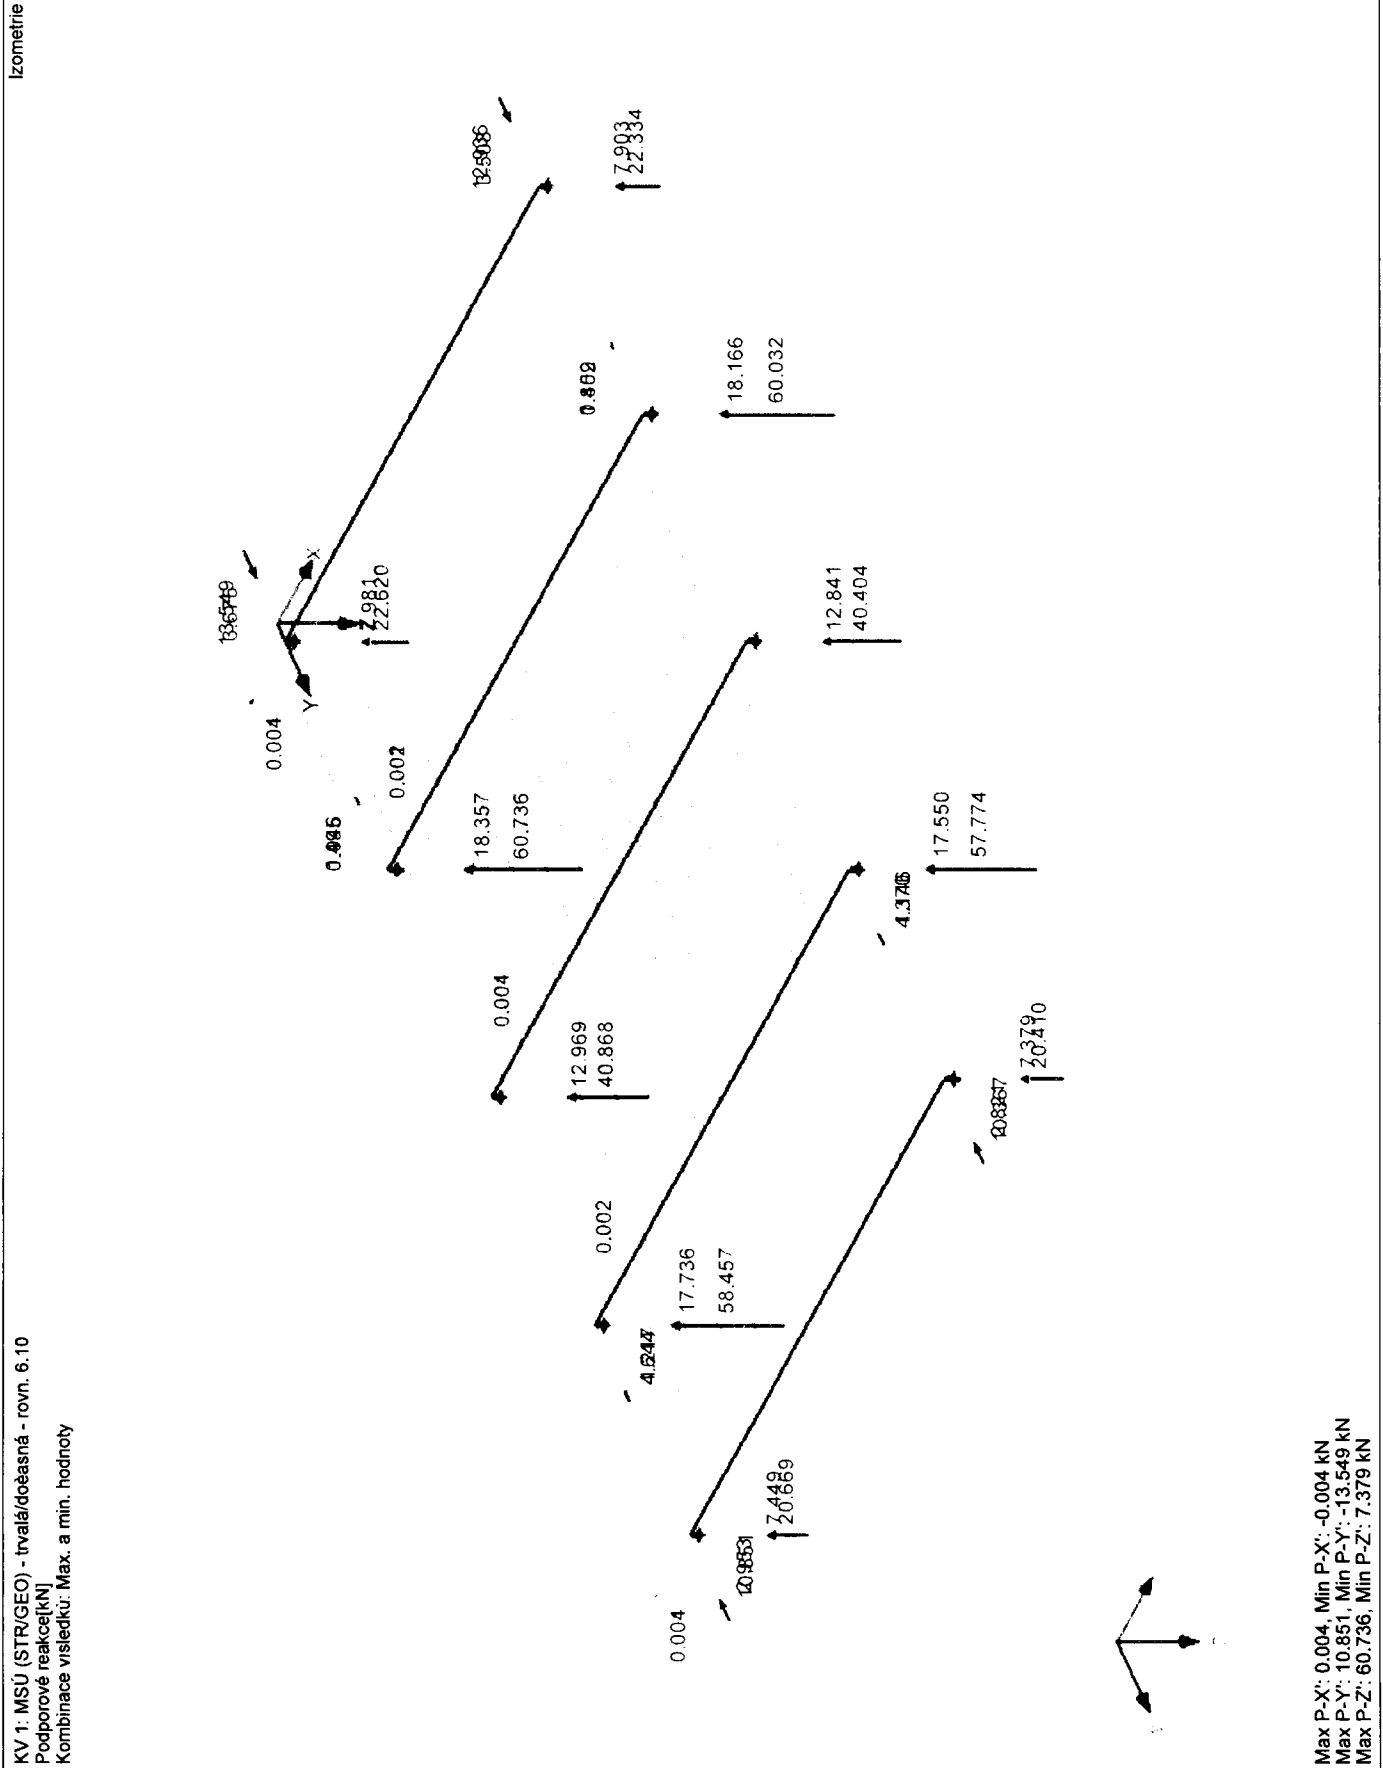 KV 1: MSÚ (STR/GEO) - trvalá/doèasná - rovn. 6.10
Podporové reakce[kN]
Kombinace visledkù: Max. a min. hodnoty
Izometrie
7.903
22.334
18.166
60.032
X
Y
22.620
0.004
0.002
12.841
40.404
18.357
60.736
17.550
57.774
0.004
12.969
40.868
7.379
20.410
0.002
17.736
58.457
7.449
20.669
0.004
Max P-X': 0.004, Min P-X': -0.004 kN
Max P-Y': 10.851, Min P-Y': -13.549 kN
Max P-Z': 60.736, Min P-Z': 7.379 kN